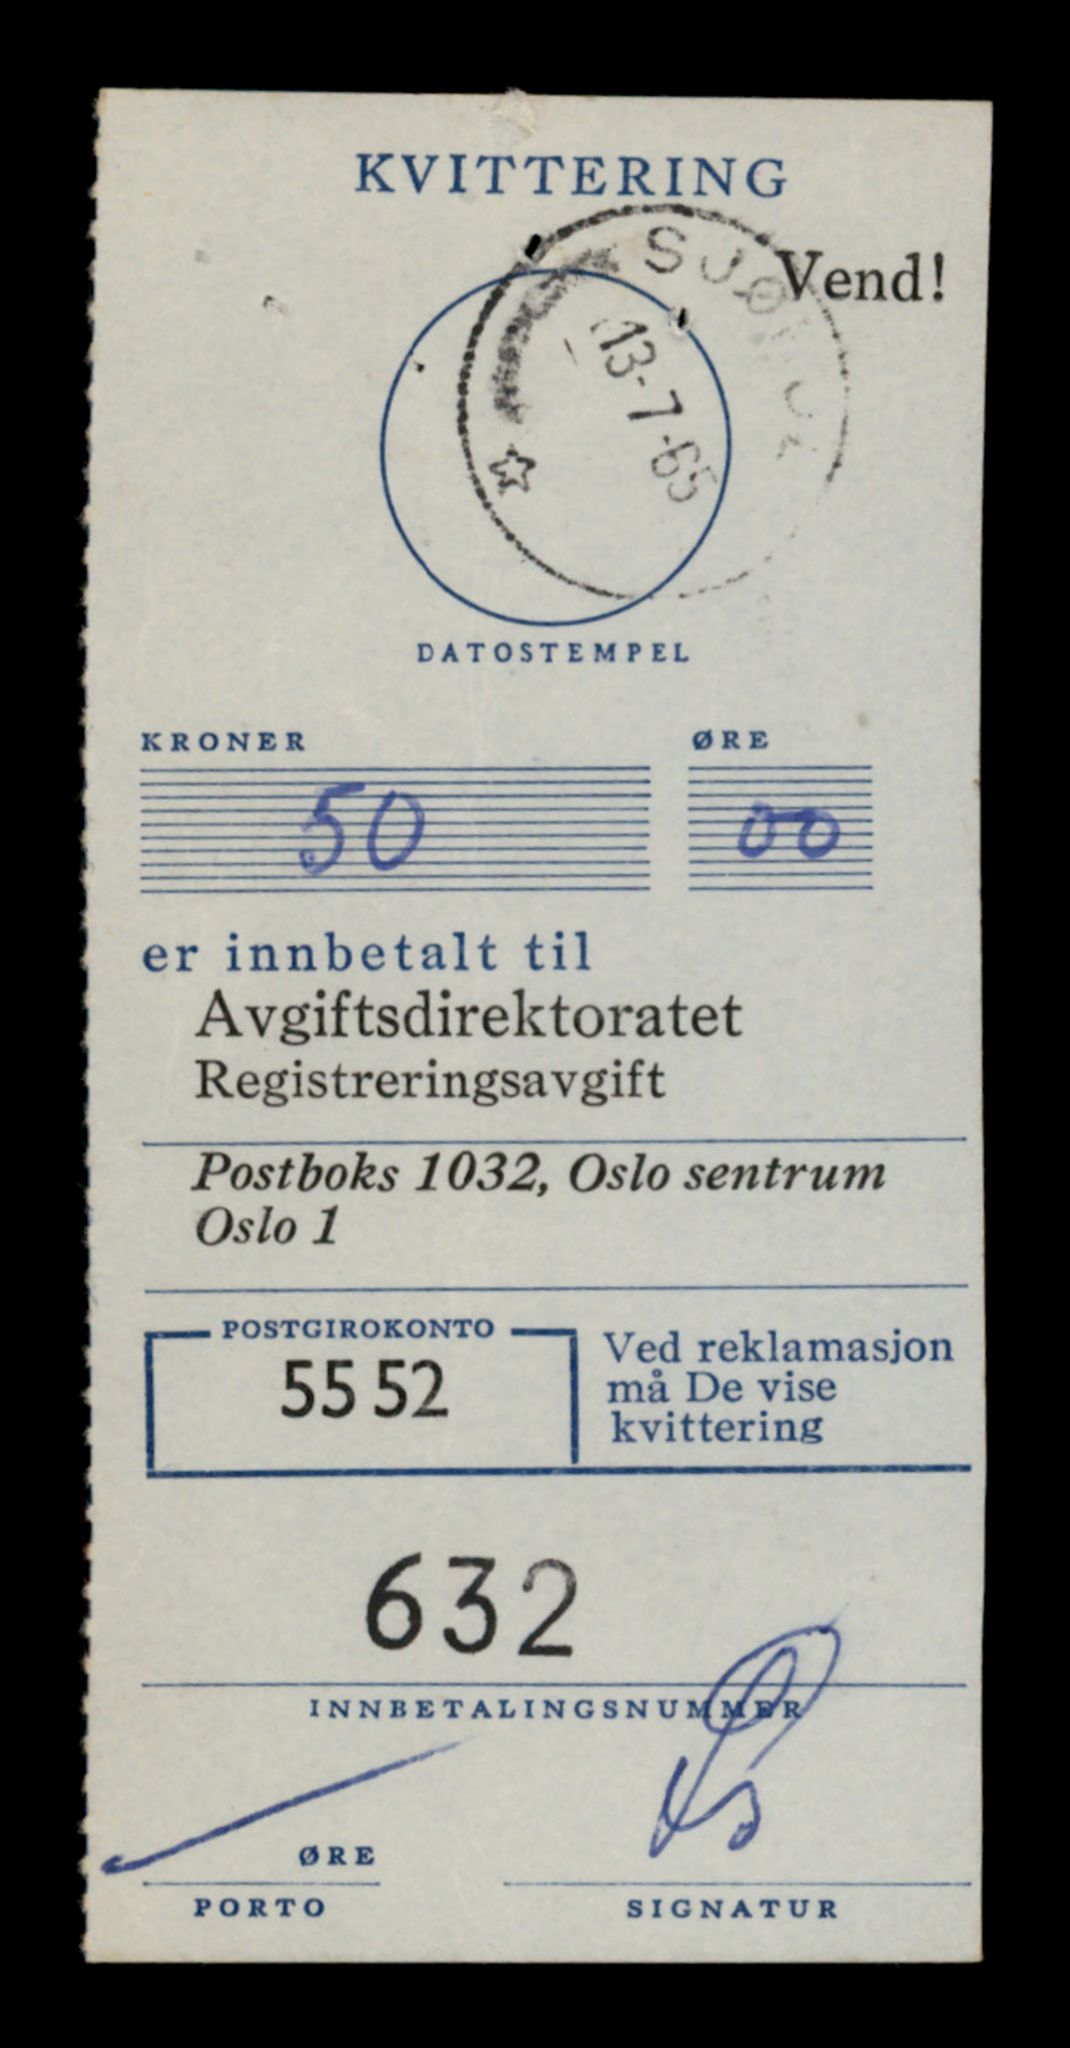 KVITTERING
Vend!
13-7-65
DATOSTEMPEL
KRONER ØRE
50 00
er innbetalt til
Avgiftsdirektoratet
Registreringsavgift
Postboks 1032, Oslo sentrum
Oslo 1
POSTGIROKONTO
55 52
Ved reklamasjon
må De vise
kvittering
632
INNBETALINGSNUMMER
ØRE
PORTO
SIGNATUR